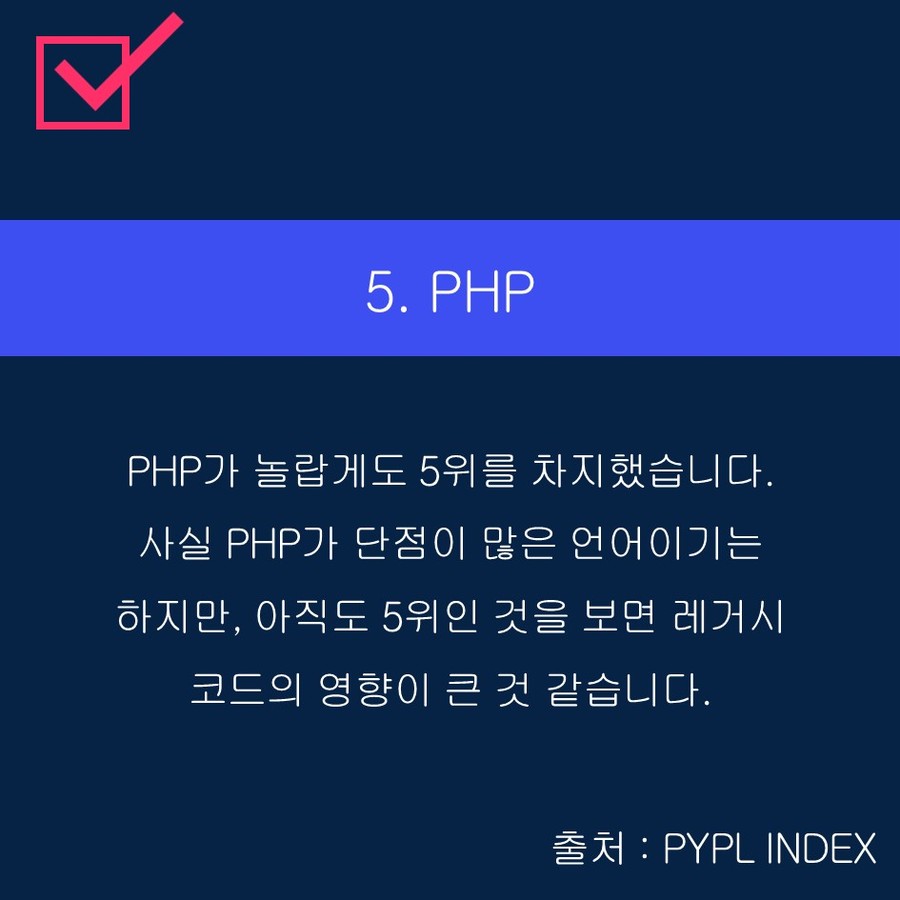 5. PHP
PHP가 놀랍게도 5위를 차지했습니다.
사실 PHP가 단점이 많은 언어이기는
하지만, 아직도 5위인 것을 보면 레거시
코드의 영향이 큰 것 같습니다.
출처 : PYPL INDEX